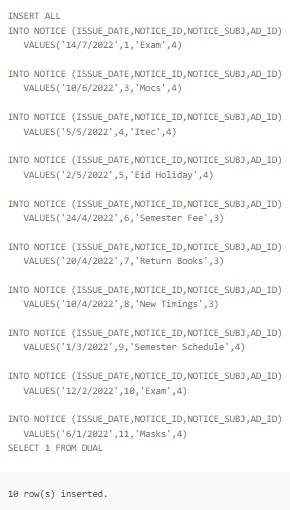 INSERT ALL
INTO NOTICE (ISSUE_DATE,NOTICE_ID,NOTICE_SUBJ,AD_ID)
VALUES('14/7/2022',1,'Exam',4)
INTO NOTICE (ISSUE_DATE,NOTICE_ID,NOTICE_SUBJ,AD_ID)
VALUES('10/6/2022',3,'Mocs',4)
INTO NOTICE (ISSUE_DATE,NOTICE_ID,NOTICE_SUBJ,AD_ID)
VALUES('5/5/2022',4,'Itec',4)
INTO NOTICE (ISSUE_DATE,NOTICE_ID,NOTICE_SUBJ,AD_ID)
VALUES('2/5/2022',5,'Eid Holiday',4)
INTO NOTICE (ISSUE_DATE,NOTICE_ID,NOTICE_SUBJ,AD_ID)
VALUES('24/4/2022',6,'Semester Fee',3)
INTO NOTICE (ISSUE_DATE,NOTICE_ID,NOTICE_SUBJ,AD_ID)
VALUES('20/4/2022',7,'Return Books',3)
INTO NOTICE (ISSUE_DATE,NOTICE_ID,NOTICE_SUBJ,AD_ID)
VALUES('10/4/2022',8,'New Timings',3)
INTO NOTICE (ISSUE_DATE,NOTICE_ID,NOTICE_SUBJ,AD_ID)
VALUES('1/3/2022',9,'Semester Schedule',4)
INTO NOTICE (ISSUE_DATE,NOTICE_ID,NOTICE_SUBJ,AD_ID)
VALUES('12/2/2022',10,'Exam',4)
INTO NOTICE (ISSUE_DATE,NOTICE_ID,NOTICE_SUBJ,AD_ID)
VALUES('6/1/2022',11,'Masks',4)
SELECT 1 FROM DUAL
10 row(s) inserted.